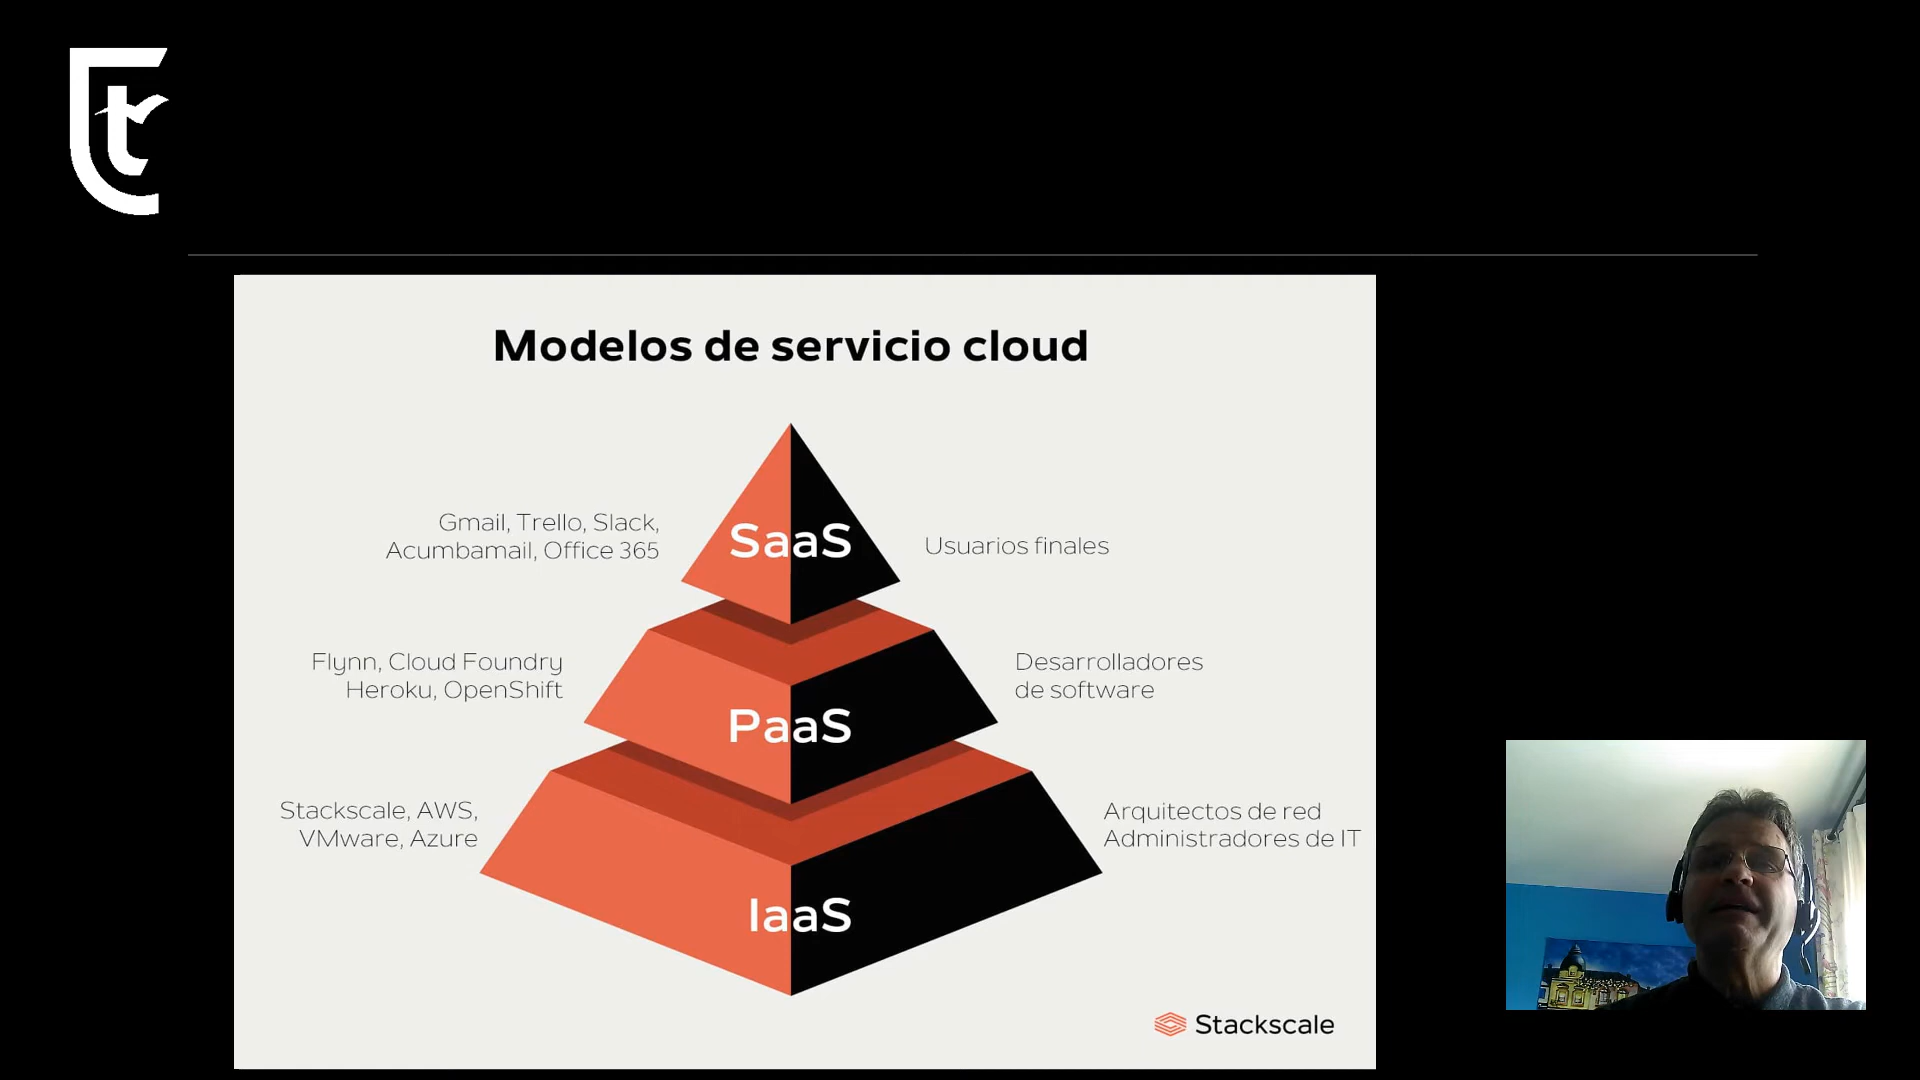 t
Modelos de servicio cloud
Gmail, Trello, Slack,
Acumbamail, Office 365
SaaS
Usuarios finales
Flynn, Cloud Foundry
Heroku, OpenShift
PaaS
Desarrolladores
de software
Stackscale, AWS,
VMware, Azure
IaaS
Arquitectos de red
Administradores de IT
Stackscale